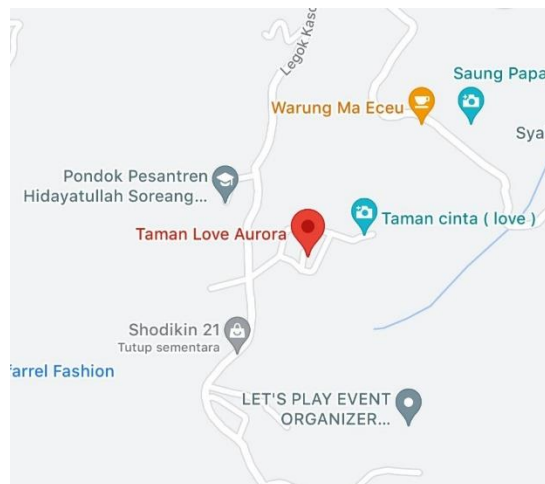 Legok Kaso
Saung Papa
Warung Ma Eceu
Sya
Pondok Pesantren
Hidayatullah Soreang...
Taman cinta ( love )
Taman Love Aurora
Shodikin 21
Tutup sementara
farrel Fashion
LET'S PLAY EVENT
ORGANIZER...